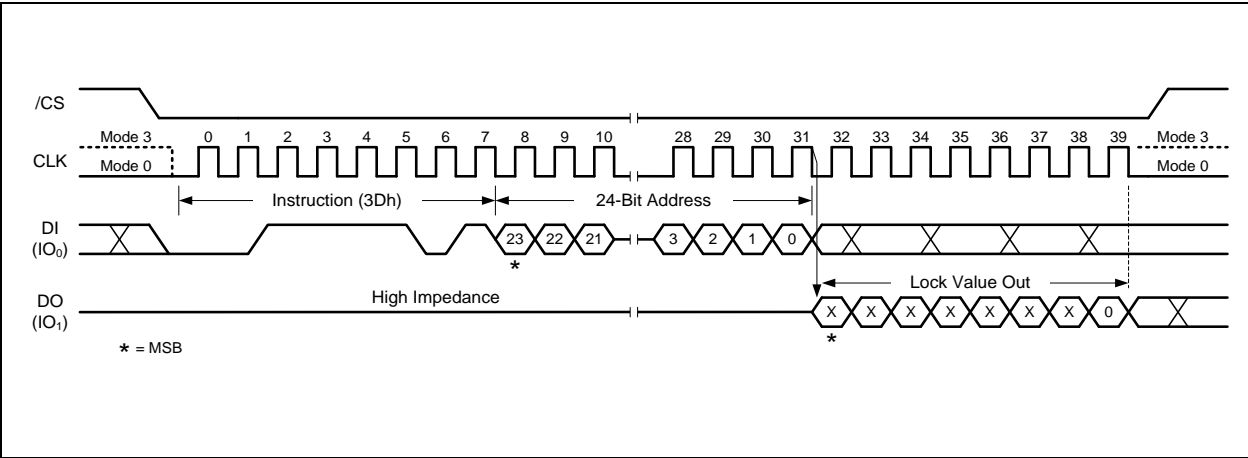 /CS
Mode 3 0 1 2 3 4 5 6 7 8 9 10 28 29 30 31 32 33 34 35 36 37 38 39 Mode 3
CLK Mode 0 Mode 0
Instruction (3Dh) 24-Bit Address
DI
(IO₀)
23 22 21 3 2 1 0
*
Lock Value Out
High Impedance
DO
(IO₁)
X X X X X X X 0
*
* = MSB